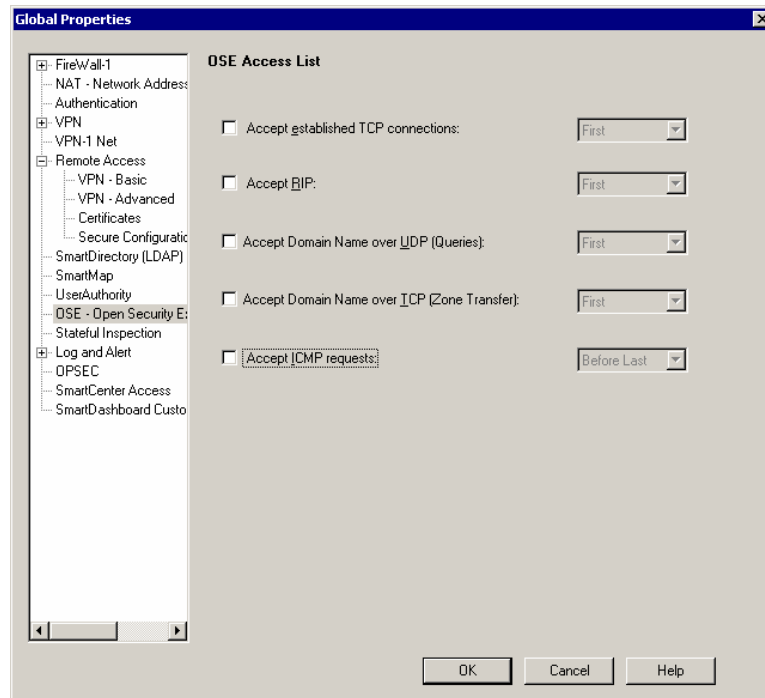 Global Properties
FireWall-1
NAT - Network Address
Authentication
VPN
VPN-1 Net
Remote Access
VPN - Basic
VPN - Advanced
Certificates
Secure Configuratic
SmartDirectory (LDAP)
SmartMap
UserAuthority
OSE - Open Security E:
Stateful Inspection
Log and Alert
OPSEC
SmartCenter Access
SmartDashboard Custo
OSE Access List
Accept established TCP connections: First
Accept RIP: First
Accept Domain Name over UDP (Queries): First
Accept Domain Name over TCP (Zone Transfer): First
Accept ICMP requests: Before Last
OK Cancel Help